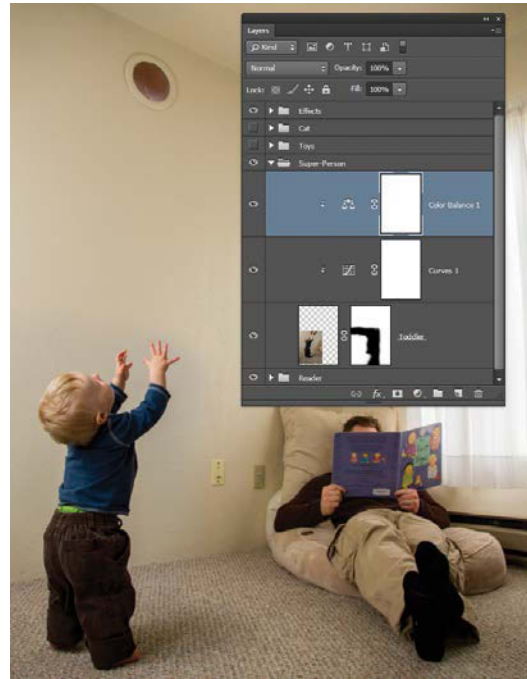 Layers
Kind
Normal Opacity: 100%
Lock: Fill: 100%
Effects
Cat
Toys
Super-Person
Color Balance 1
Curves 1
Toddler
Reader
fx